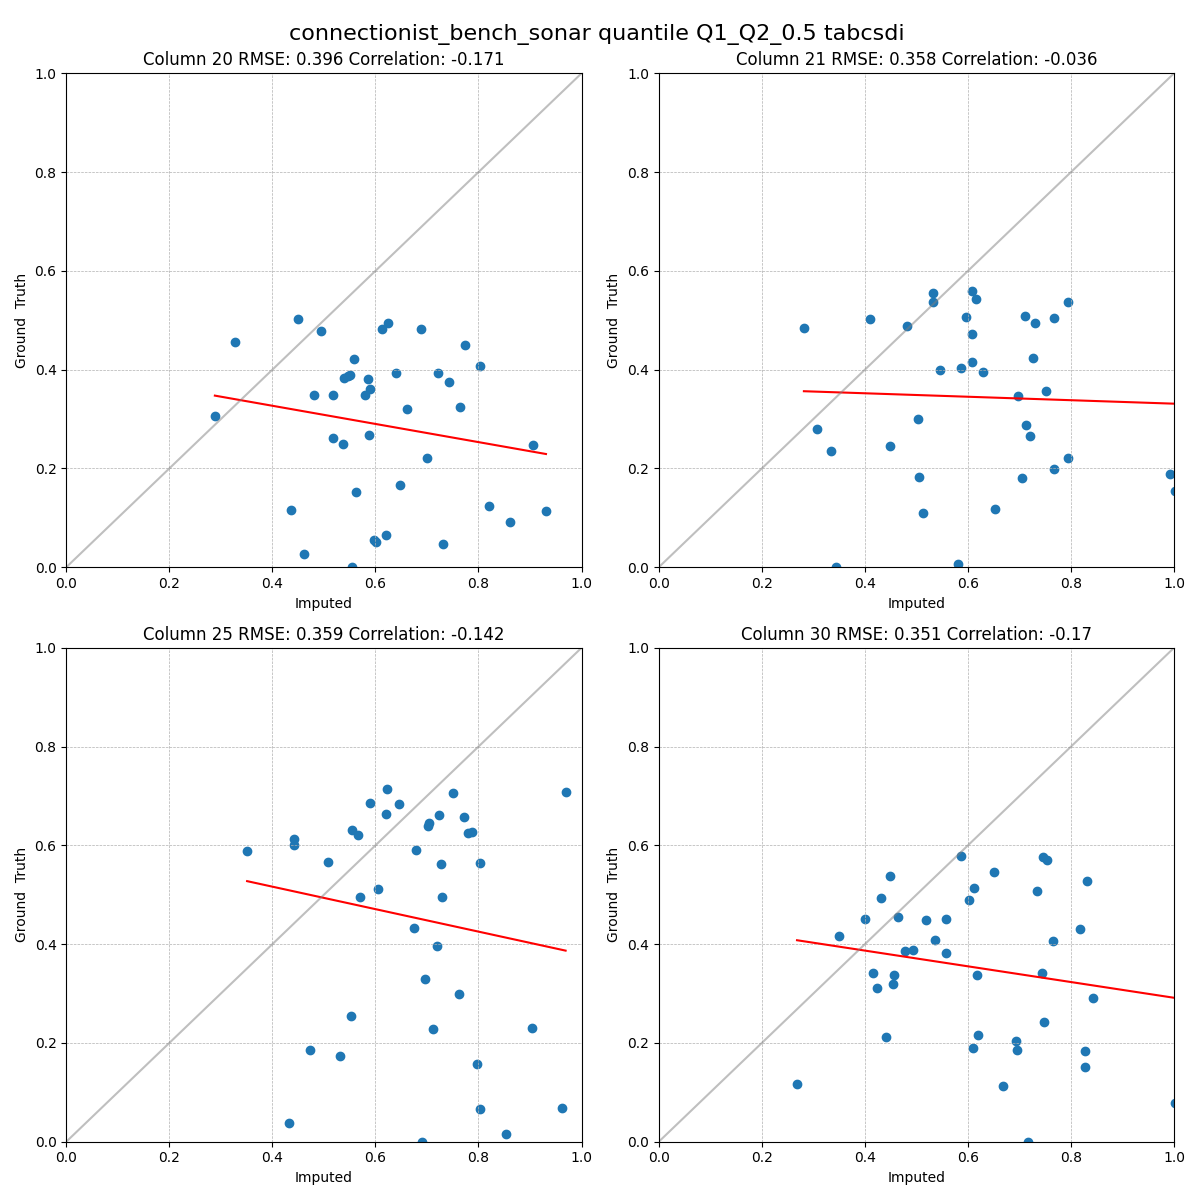 connectionist_bench_sonar quantile Q1_Q2_0.5 tabcsdi
Column 20 RMSE: 0.396 Correlation: -0.171
1.0
0.8
0.6
0.4
0.2
0.0
Ground Truth
0.0 0.2 0.4 0.6 0.8 1.0
Imputed
Column 21 RMSE: 0.358 Correlation: -0.036
1.0
0.8
0.6
0.4
0.2
0.0
Ground Truth
0.0 0.2 0.4 0.6 0.8 1.0
Imputed
Column 25 RMSE: 0.359 Correlation: -0.142
1.0
0.8
0.6
0.4
0.2
0.0
Ground Truth
0.0 0.2 0.4 0.6 0.8 1.0
Imputed
Column 30 RMSE: 0.351 Correlation: -0.17
1.0
0.8
0.6
0.4
0.2
0.0
Ground Truth
0.0 0.2 0.4 0.6 0.8 1.0
Imputed